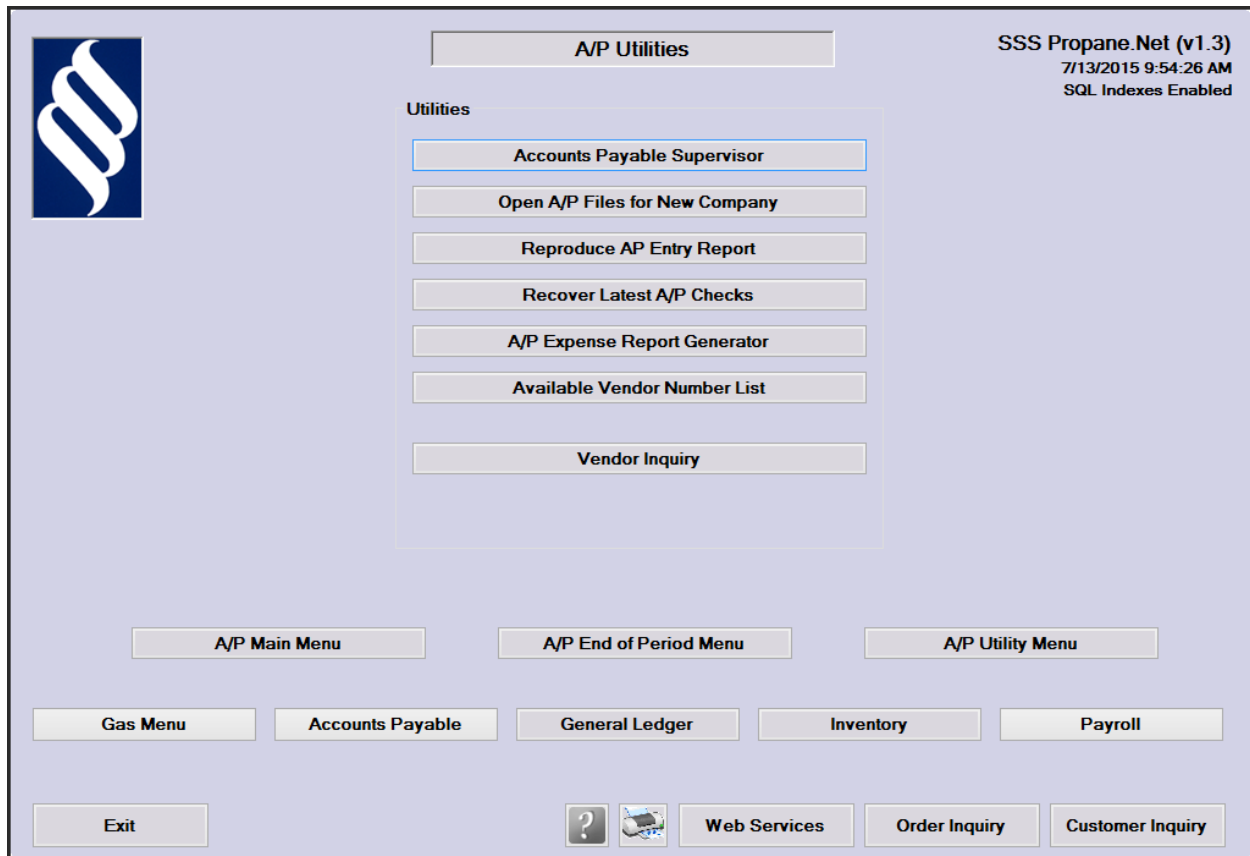 A/P Utilities
SSS Propane.Net (v1.3)
7/13/2015 9:54:26 AM
SQL Indexes Enabled
Utilities
Accounts Payable Supervisor
Open A/P Files for New Company
Reproduce AP Entry Report
Recover Latest A/P Checks
A/P Expense Report Generator
Available Vendor Number List
Vendor Inquiry
A/P Main Menu
A/P End of Period Menu
A/P Utility Menu
Gas Menu
Accounts Payable
General Ledger
Inventory
Payroll
Exit
?
Web Services
Order Inquiry
Customer Inquiry